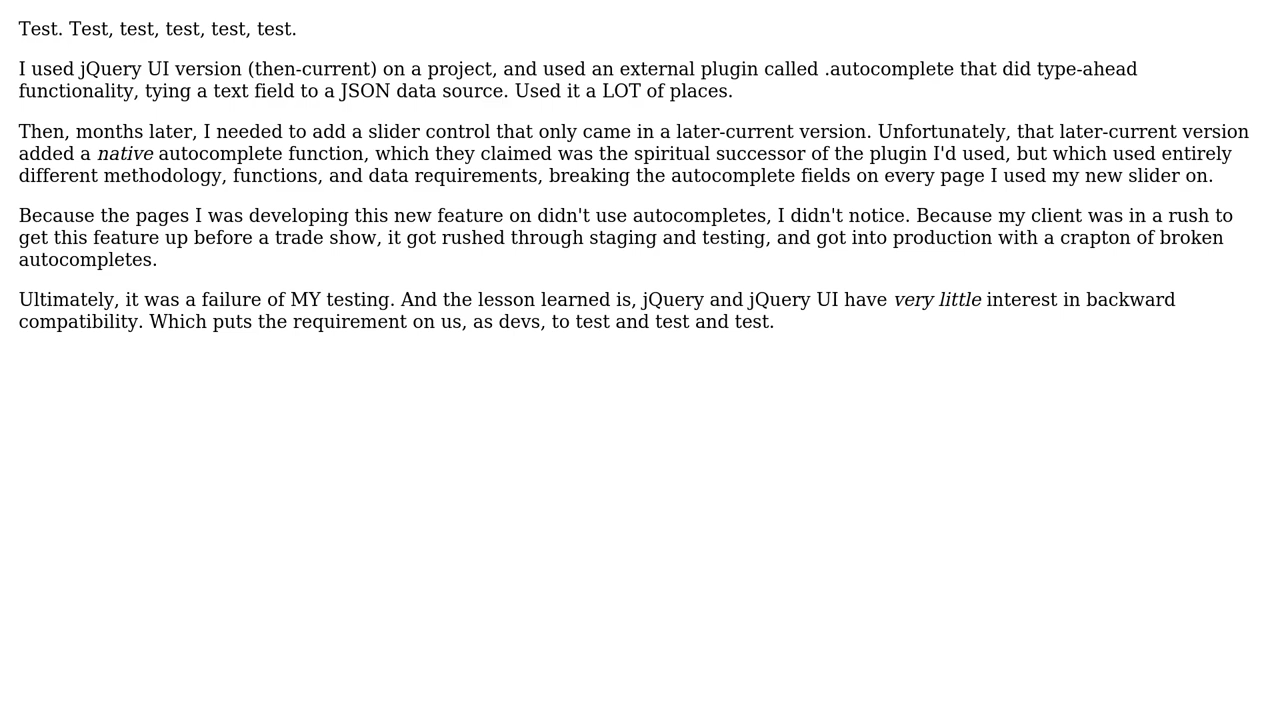 Test. Test, test, test, test, test.
I used jQuery UI version (then-current) on a project, and used an external plugin called .autocomplete that did type-ahead
functionality, tying a text field to a JSON data source. Used it a LOT of places.
Then, months later, I needed to add a slider control that only came in a later-current version. Unfortunately, that later-current version
added a native autocomplete function, which they claimed was the spiritual successor of the plugin I'd used, but which used entirely
different methodology, functions, and data requirements, breaking the autocomplete fields on every page I used my new slider on.
Because the pages I was developing this new feature on didn't use autocompletes, I didn't notice. Because my client was in a rush to
get this feature up before a trade show, it got rushed through staging and testing, and got into production with a crapton of broken
autocompletes.
Ultimately, it was a failure of MY testing. And the lesson learned is, jQuery and jQuery UI have very little interest in backward
compatibility. Which puts the requirement on us, as devs, to test and test and test.